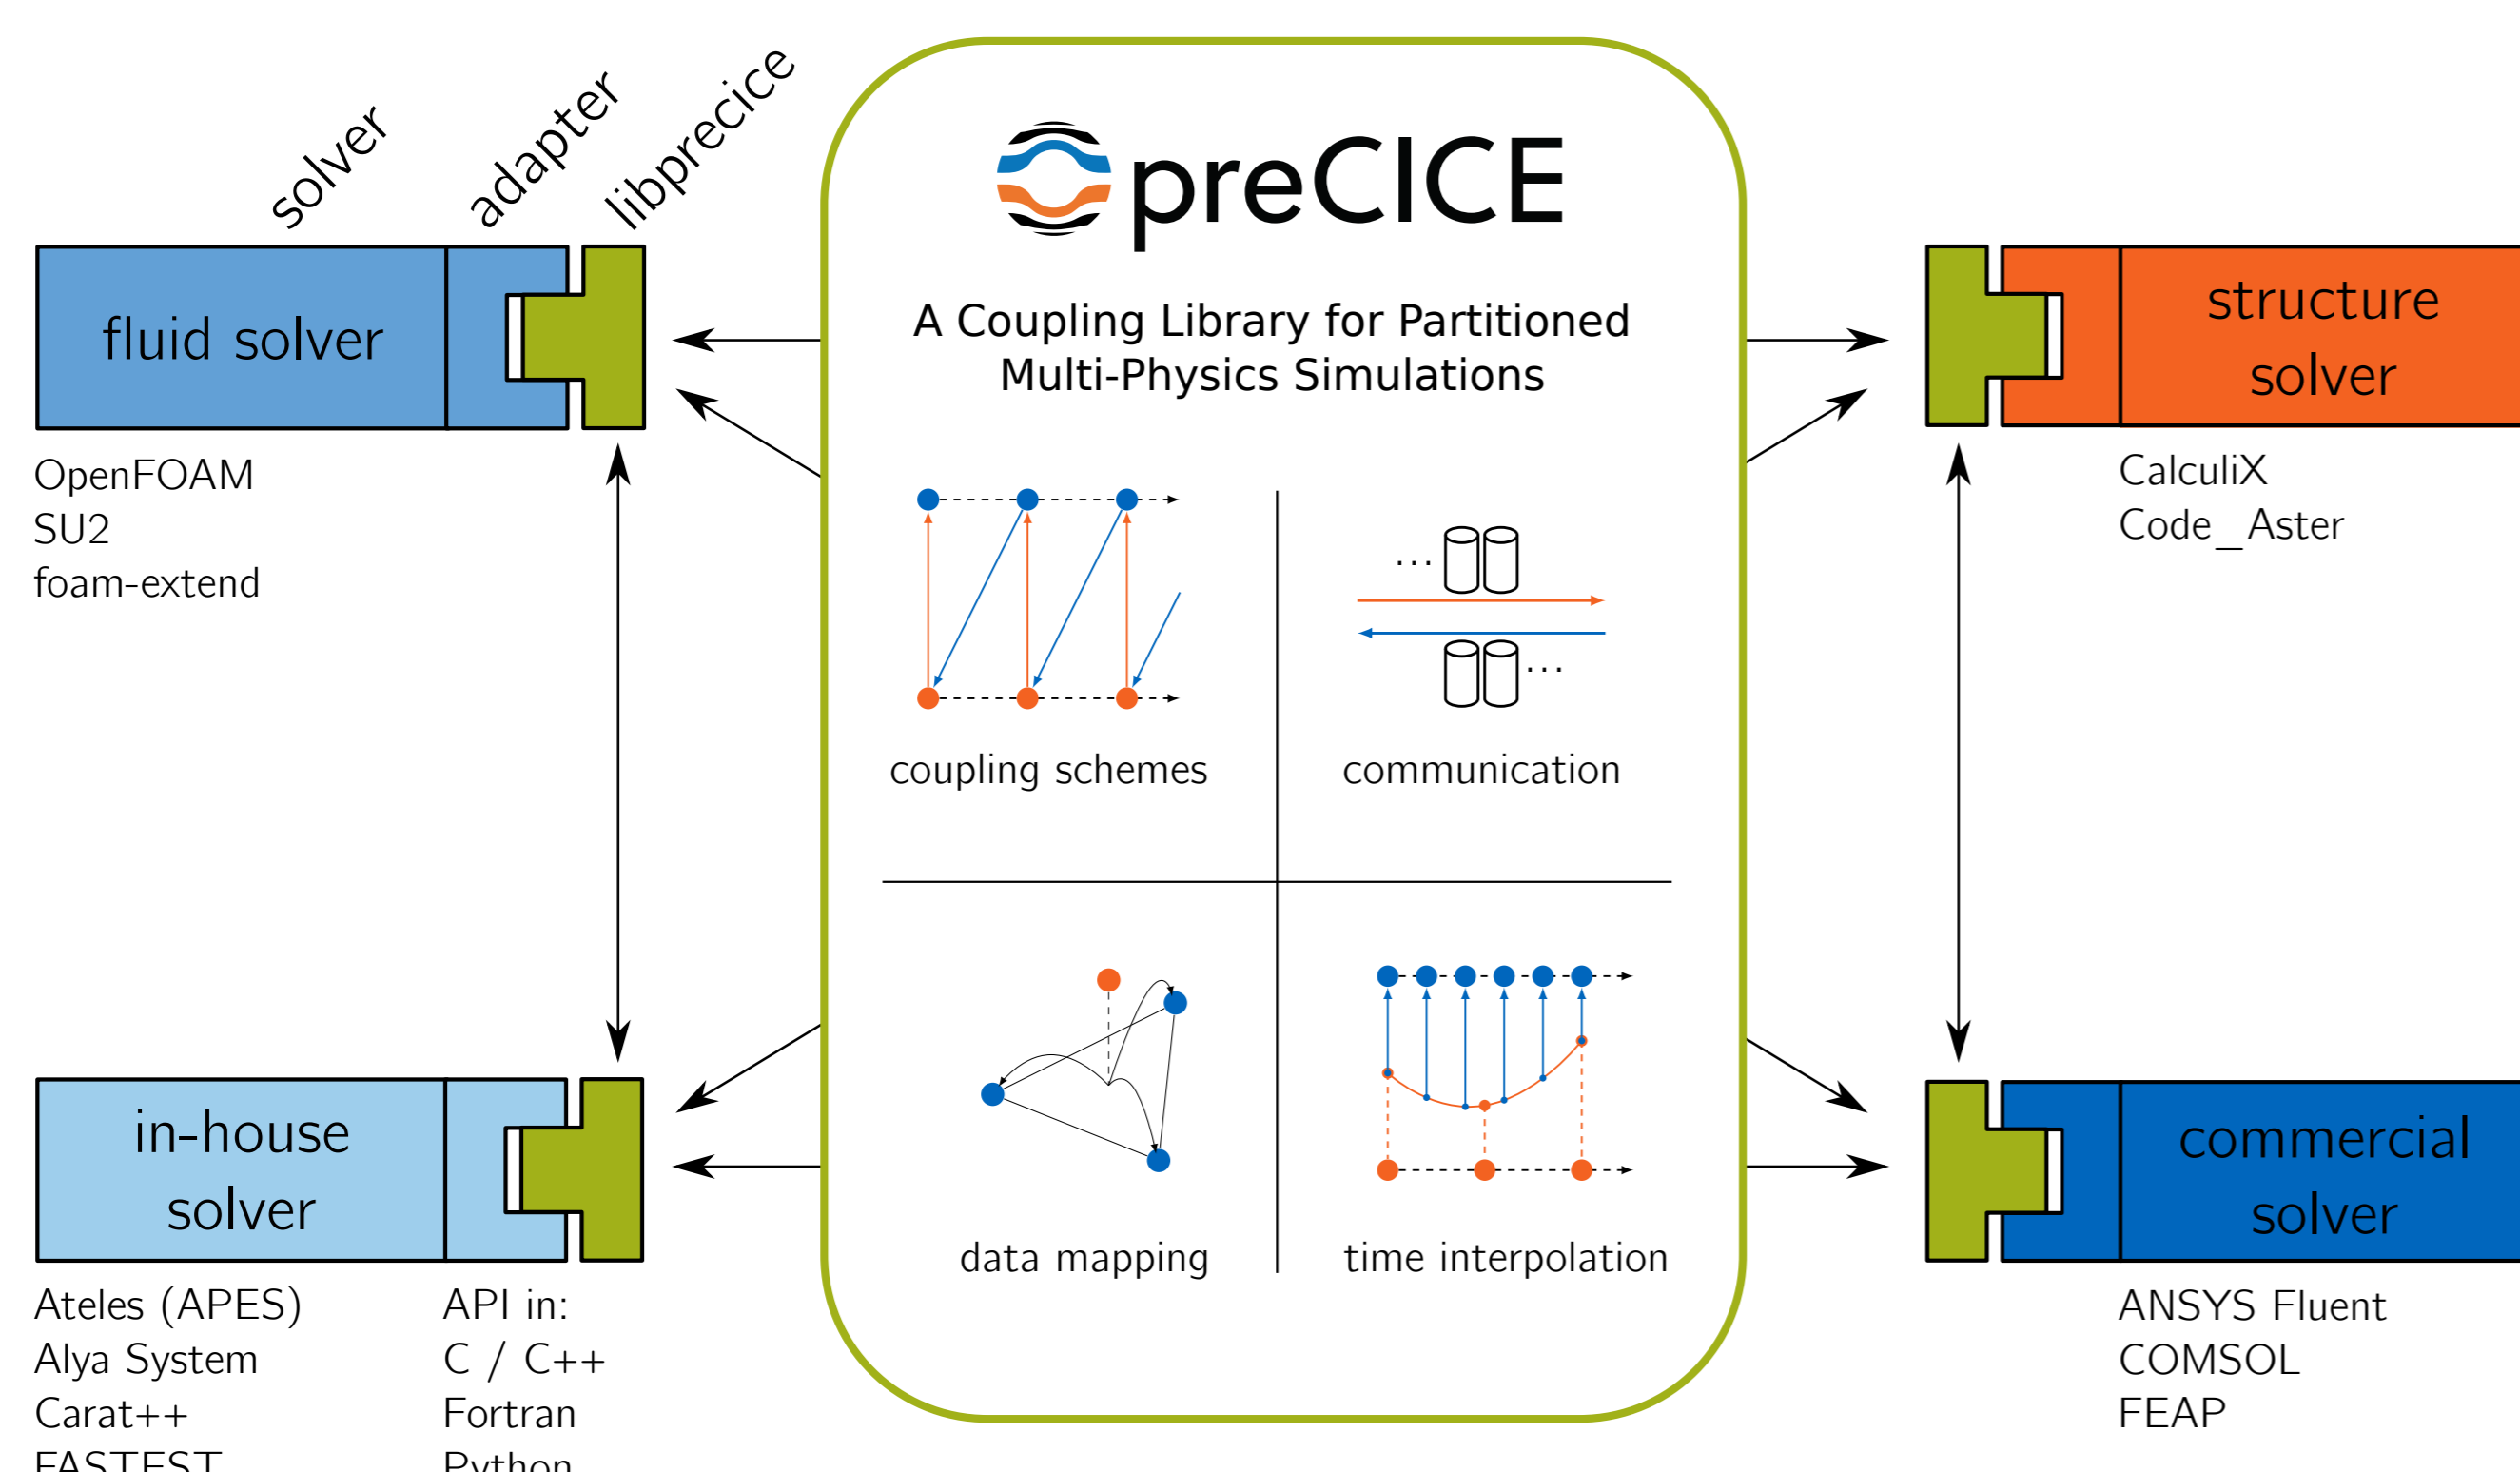 solver
adapter
libprecice
preCICE
A Coupling Library for Partitioned
Multi-Physics Simulations
fluid solver
OpenFOAM
SU2
foam-extend
structure
solver
CalculiX
Code_Aster
...
...
coupling schemes
communication
data mapping
time interpolation
in-house
solver
Ateles (APES)
Alya System
Carat++
FASTEST
API in:
C / C++
Fortran
Python
commercial
solver
ANSYS Fluent
COMSOL
FEAP